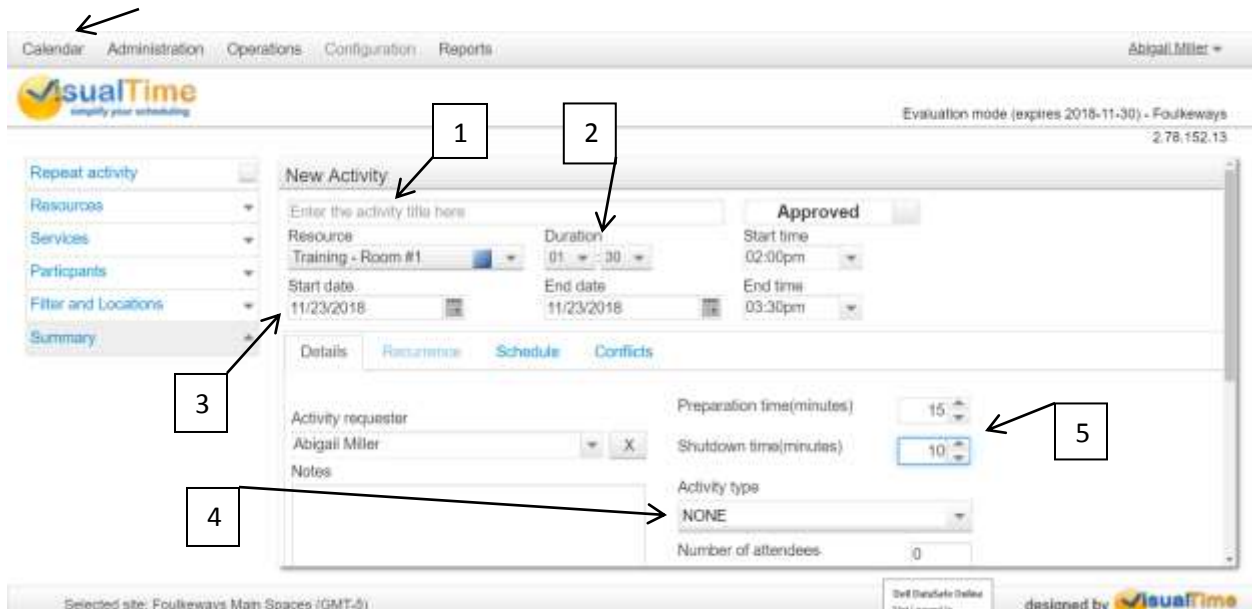 Calendar Administration Operations Configuration Reports Abigail Miller
VisualTime
simplify your scheduling
Evaluation mode (expires 2018-11-30) - Foulkeways
2.78.152.13
1 2
Repeat activity
Resources
Services
Particpants
Filter and Locations
Summary
New Activity
Enter the activity title here Approved
Resource Duration Start time
Training - Room #1 01 : 30 02:00pm
Start date End date End time
11/23/2018 11/23/2018 03:30pm
3
Details Recurrence Schedule Conflicts
Activity requester Preparation time(minutes) 15
Abigail Miller X Shutdown time(minutes) 10
5
Notes Activity type
4 NONE
Number of attendees 0
Selected site: Foulkeways Main Spaces (GMT-5)
Dell DataSafe Online
designed by VisualTime